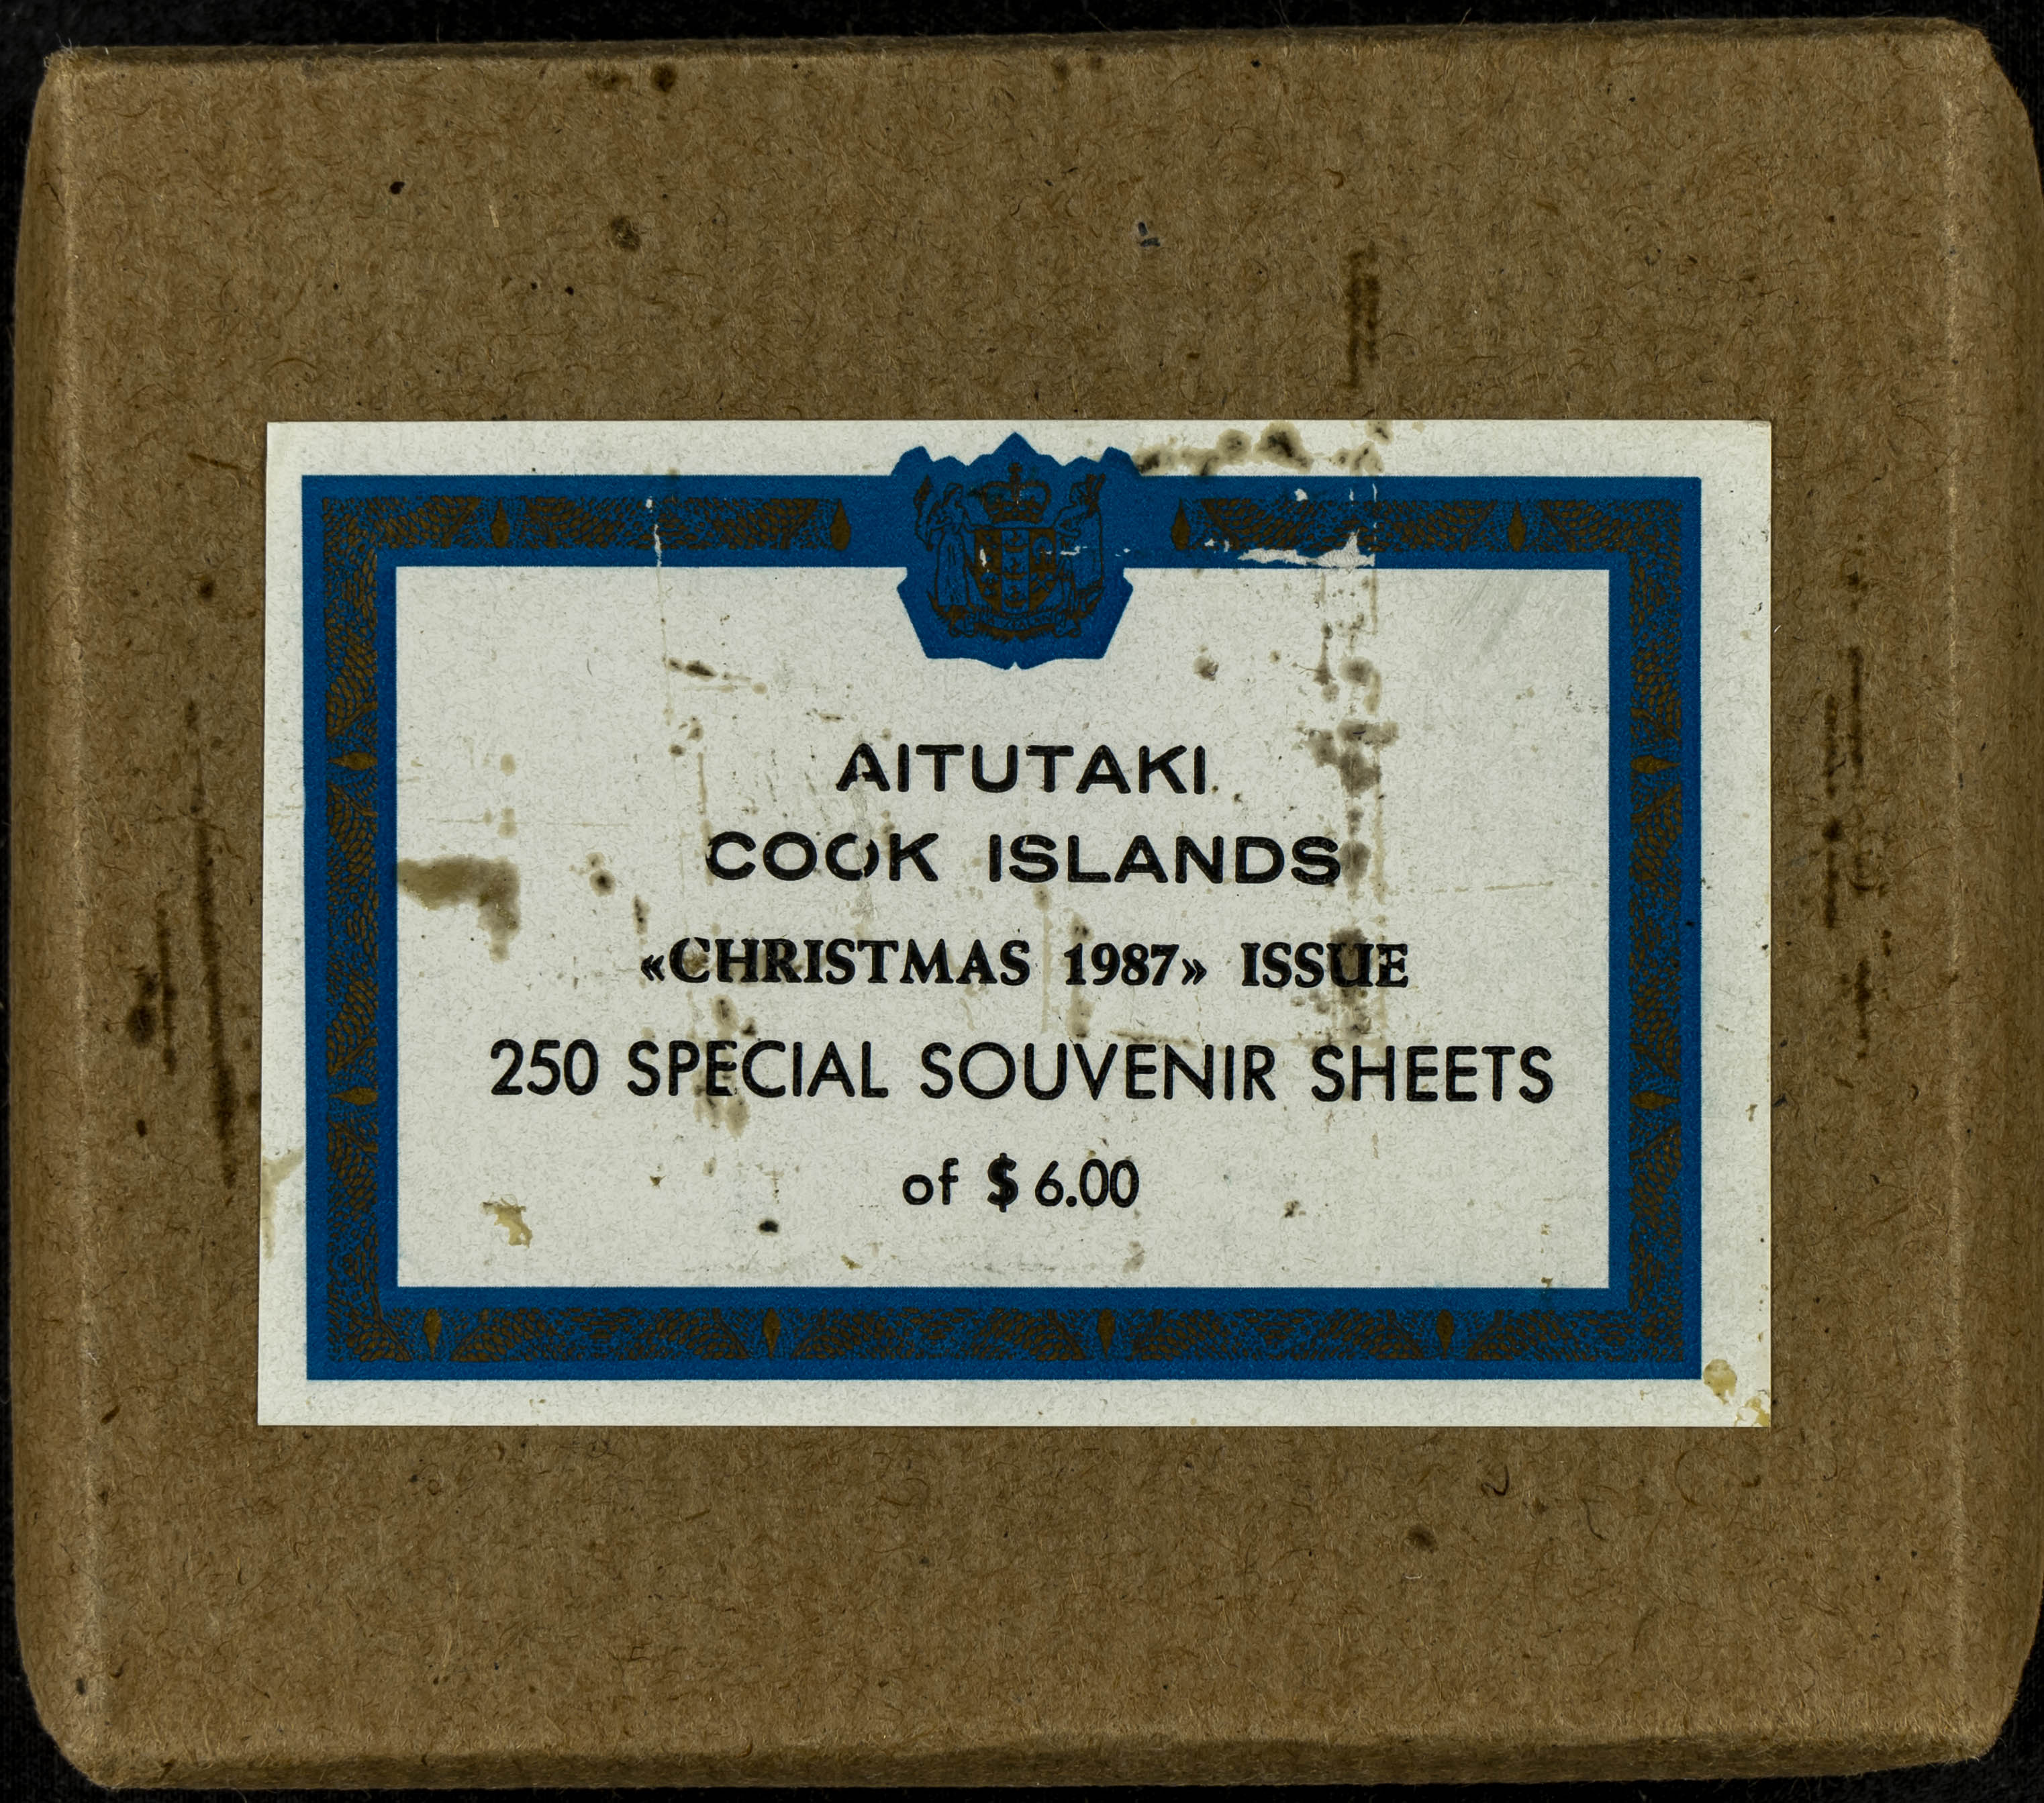 AITUTAKI
COOK ISLANDS
«CHRISTMAS 1987» ISSUE
250 SPECIAL SOUVENIR SHEETS
of $ 6.00